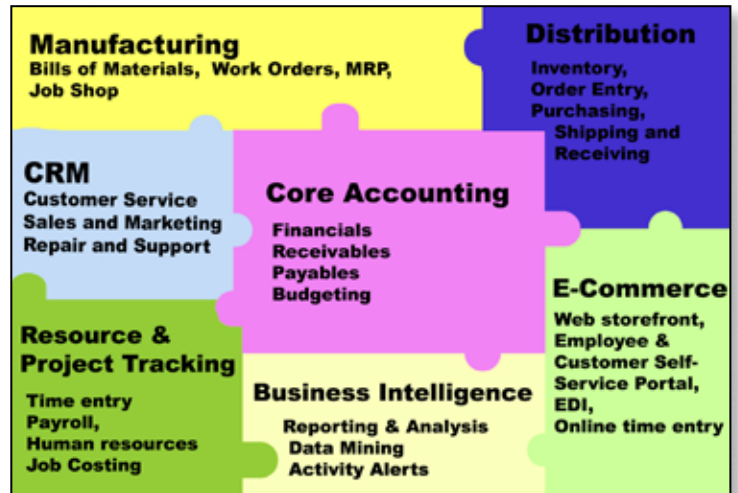 Manufacturing
Bills of Materials, Work Orders, MRP,
Job Shop
Distribution
Inventory,
Order Entry,
Purchasing,
Shipping and
Receiving
CRM
Customer Service
Sales and Marketing
Repair and Support
Core Accounting
Financials
Receivables
Payables
Budgeting
E-Commerce
Web storefront,
Employee &
Customer Self-
Service Portal,
EDI,
Online time entry
Resource &
Project Tracking
Time entry
Payroll,
Human resources
Job Costing
Business Intelligence
Reporting & Analysis
Data Mining
Activity Alerts